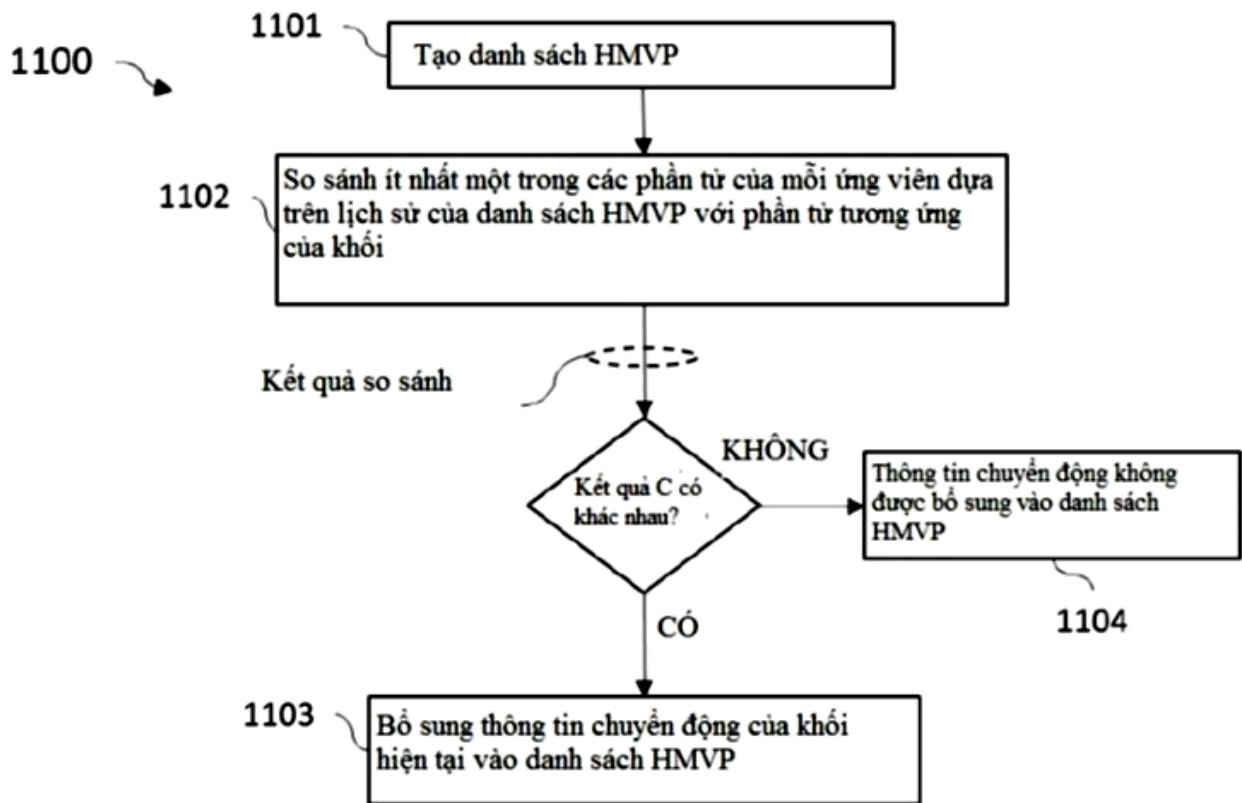 1101
Tạo danh sách HMVP
1100
1102
So sánh ít nhất một trong các phần tử của mỗi ứng viên dựa
trên lịch sử của danh sách HMVP với phần tử tương ứng
của khối
Kết quả so sánh
KHÔNG
Kết quả C có
khác nhau?
Thông tin chuyển động không
được bổ sung vào danh sách
HMVP
1104
CÓ
1103
Bổ sung thông tin chuyển động của khối
hiện tại vào danh sách HMVP